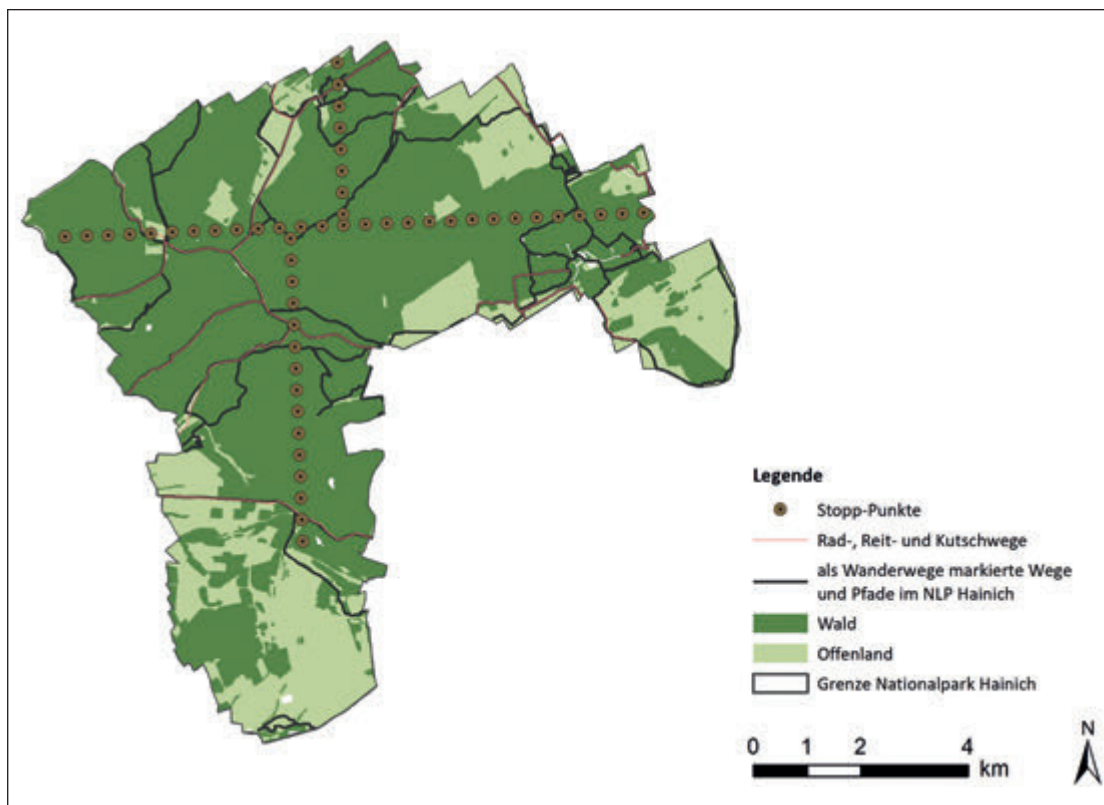 Legende
Stopp-Punkte
Rad-, Reit- und Kutschwege
als Wanderwege markierte Wege
und Pfade im NLP Hainich
Wald
Offenland
Grenze Nationalpark Hainich
N
0 1 2 4
km